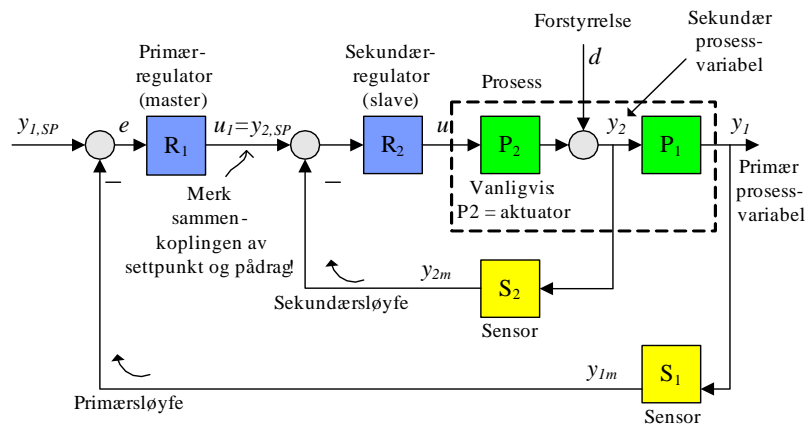 Forstyrrelse
Sekundær
prosess-
variabel
Primær-
regulator
(master)
Sekundær-
regulator
(slave)
Prosess
d
y1,SP
e
R1
u1=y2,SP
R2
u
P2
y2
P1
y1
Primær
prosess-
variabel
Merk
sammen-
koplingen av
settpunkt og pådrag!
Vanligvis:
P2 = aktuator
y2m
S2
Sensor
Sekundærsløyfe
y1m
S1
Sensor
Primærsløyfe